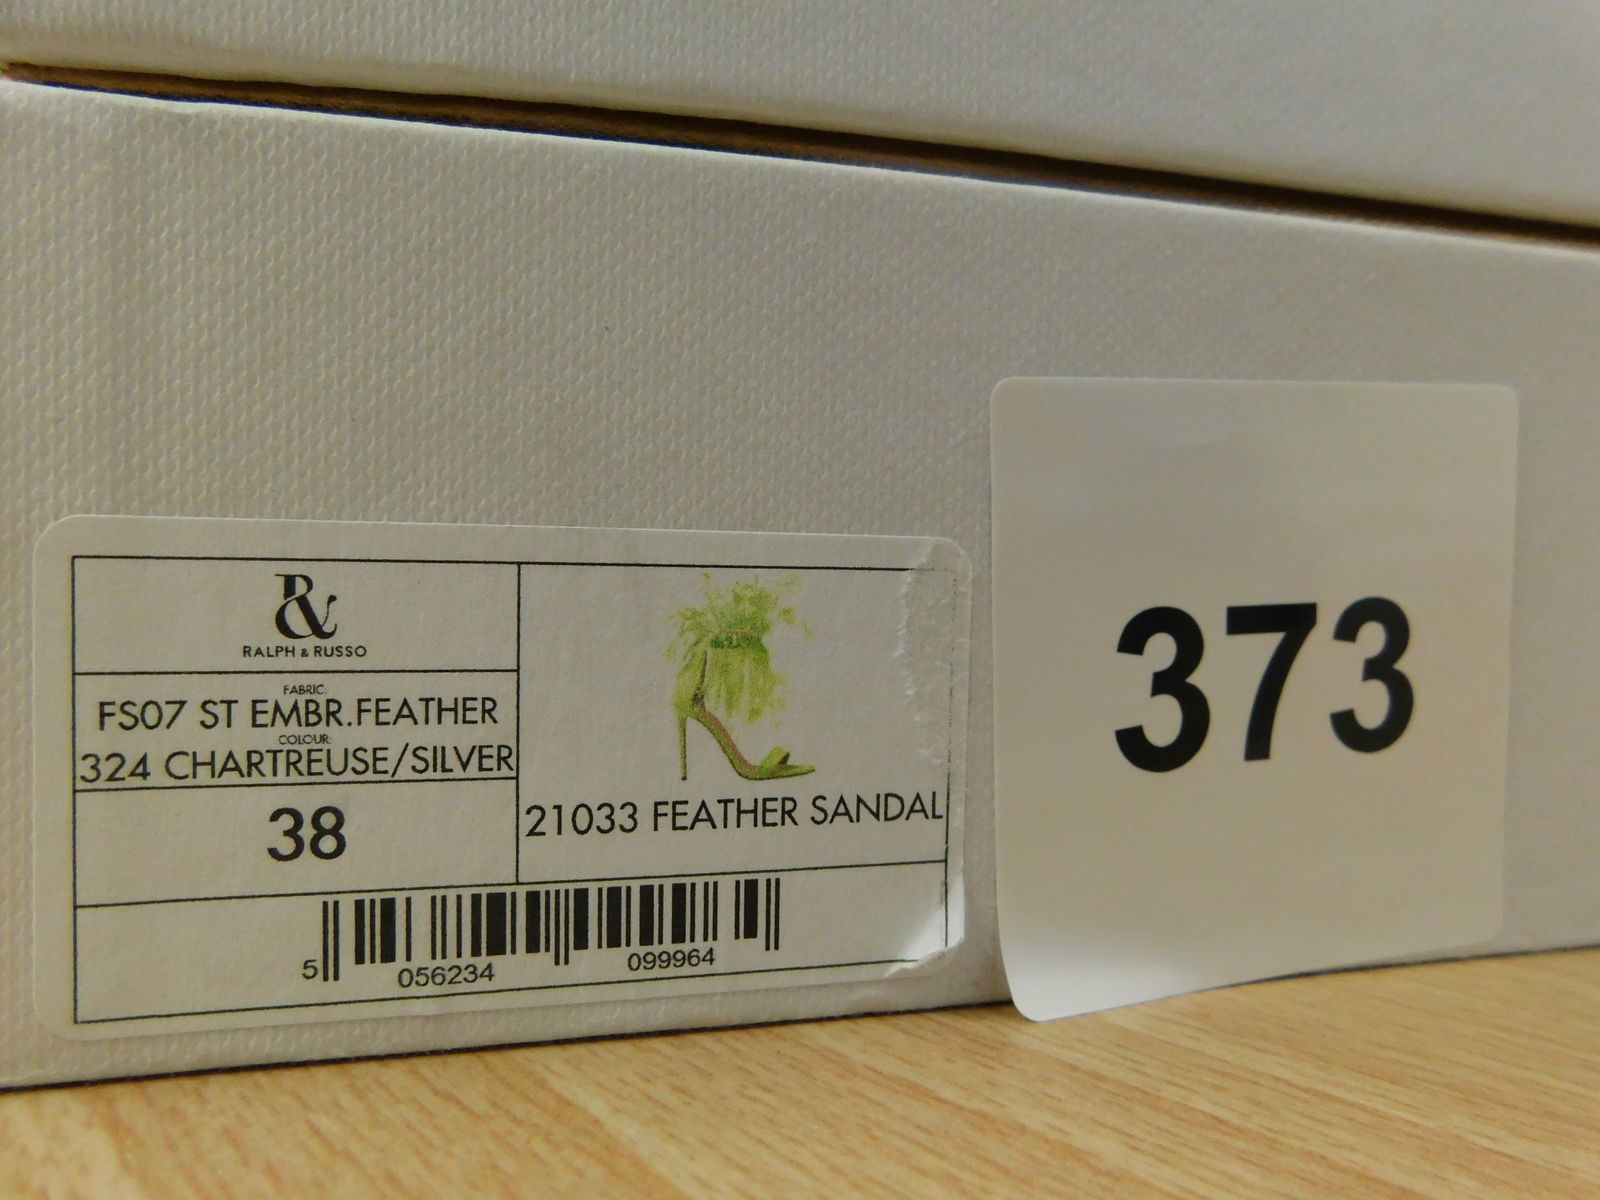 R&
RALPH & RUSSO
FABRIC:
FS07 ST EMBR.FEATHER
COLOUR:
324 CHARTREUSE/SILVER
38
21033 FEATHER SANDAL
5 056234 099964
373